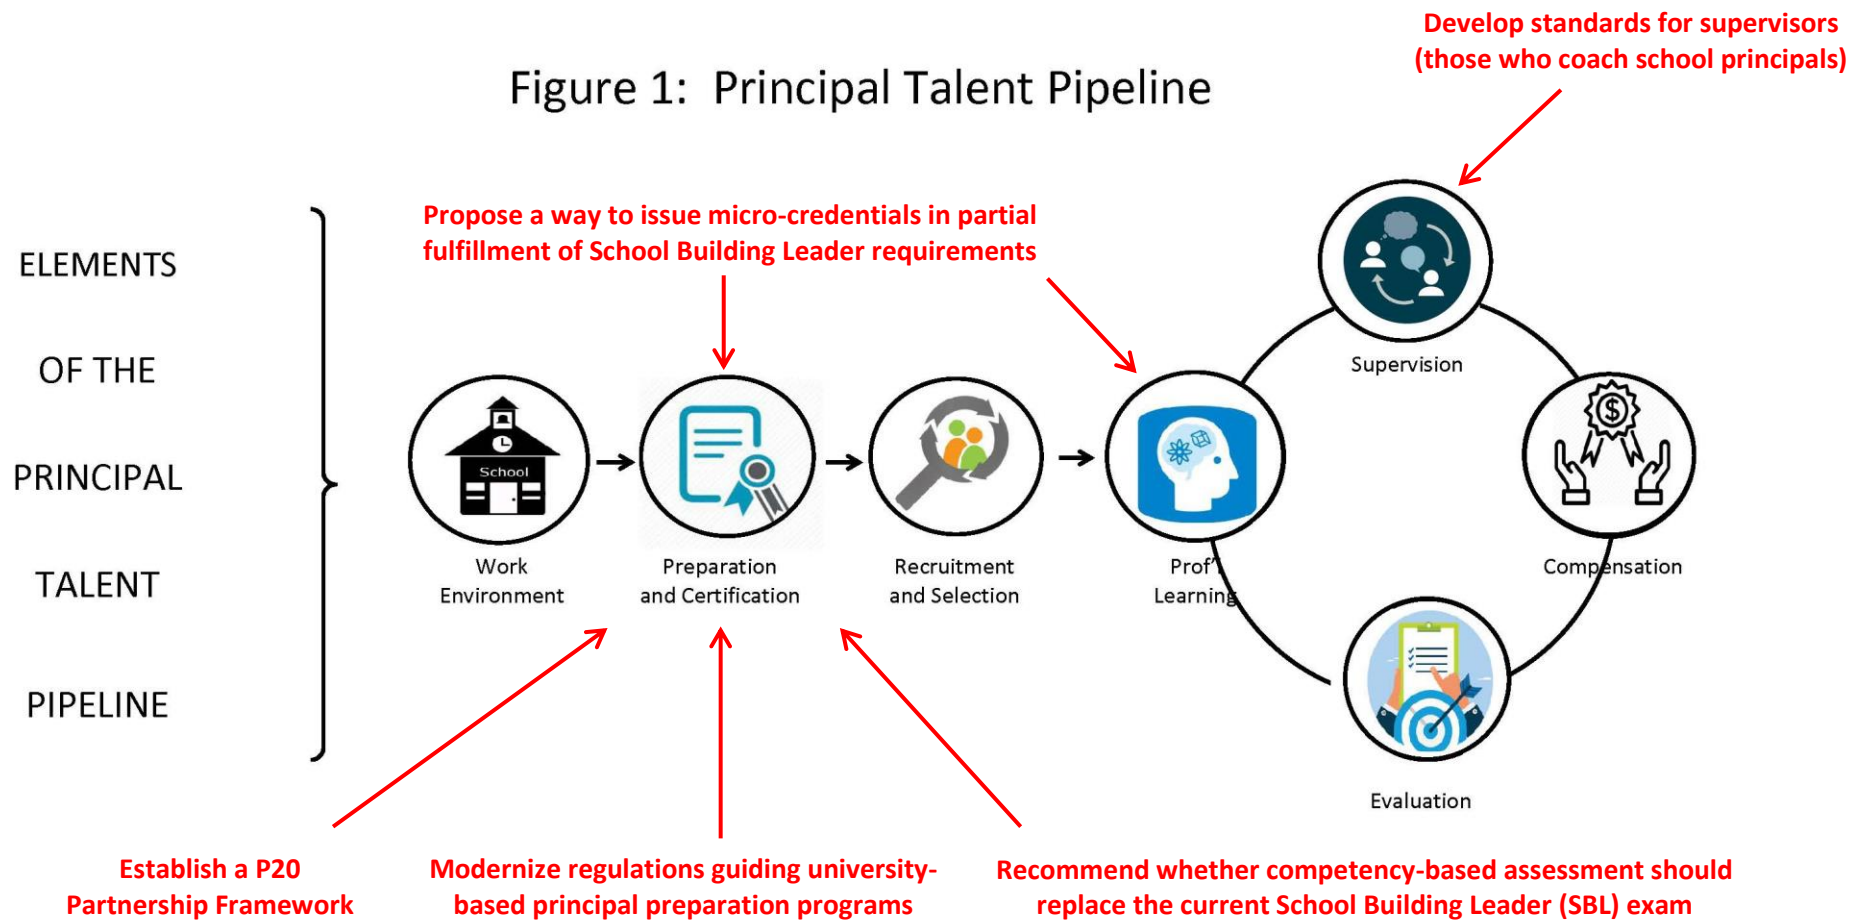 Develop standards for supervisors
(those who coach school principals)
Figure 1: Principal Talent Pipeline
Propose a way to issue micro-credentials in partial
fulfillment of School Building Leader requirements
ELEMENTS
OF THE
PRINCIPAL
TALENT
PIPELINE
School
$
Supervision
Work
Environment
Preparation
and Certification
Recruitment
and Selection
Prof'l
Learning
Compensation
Evaluation
Establish a P20
Partnership Framework
Modernize regulations guiding university-
based principal preparation programs
Recommend whether competency-based assessment should
replace the current School Building Leader (SBL) exam